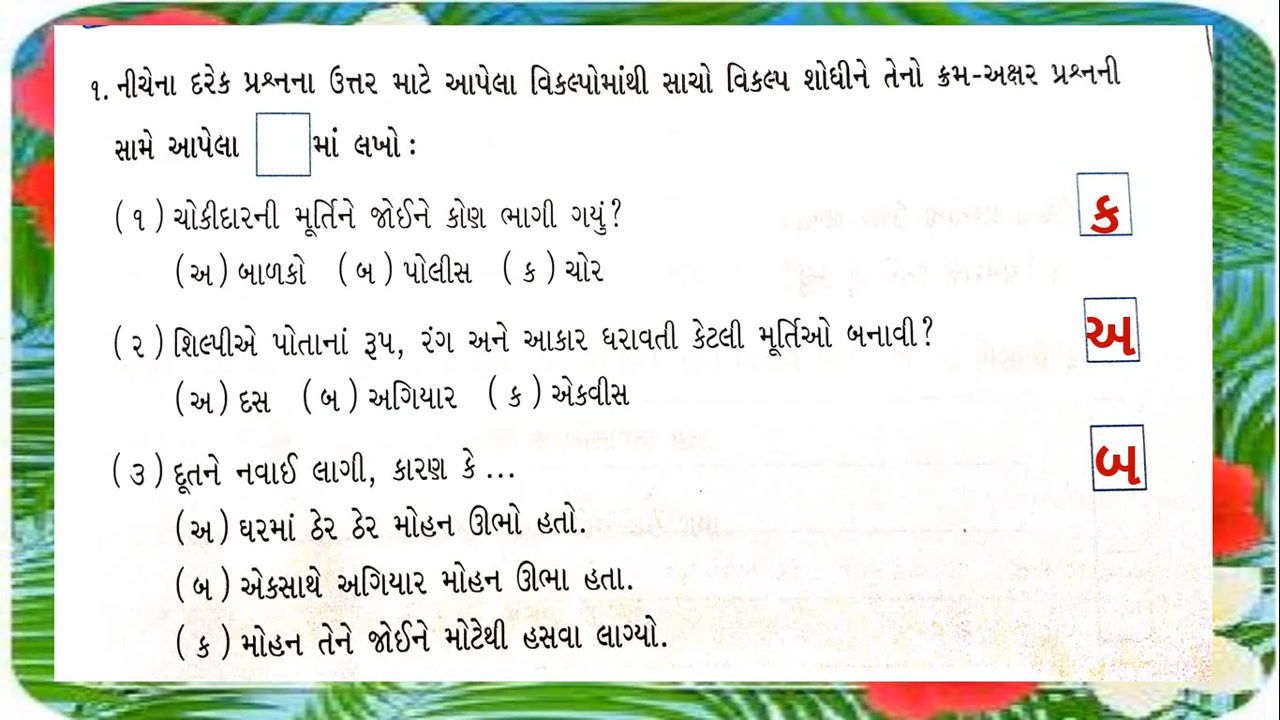 ૧. નીચેના દરેક પ્રશ્નના ઉત્તર માટે આપેલા વિકલ્પોમાંથી સાચો વિકલ્પ શોધીને તેનો ક્રમ-અક્ષર પ્રશ્નની
સામે આપેલા માં લખો :
(૧) ચોકીદારની મૂર્તિને જોઈને કોણ ભાગી ગયું? ક
(અ) બાળકો (બ) પોલીસ (ક) ચોર
(૨) શિલ્પીએ પોતાનાં રૂપ, રંગ અને આકાર ધરાવતી કેટલી મૂર્તિઓ બનાવી? અ
(અ) દસ (બ) અગિયાર (ક) એકવીસ
(૩) દૂતને નવાઈ લાગી, કારણ કે ... બ
(અ) ઘરમાં ઠેર ઠેર મોહન ઊભો હતો.
(બ) એકસાથે અગિયાર મોહન ઊભા હતા.
(ક) મોહન તેને જોઈને મોટેથી હસવા લાગ્યો.